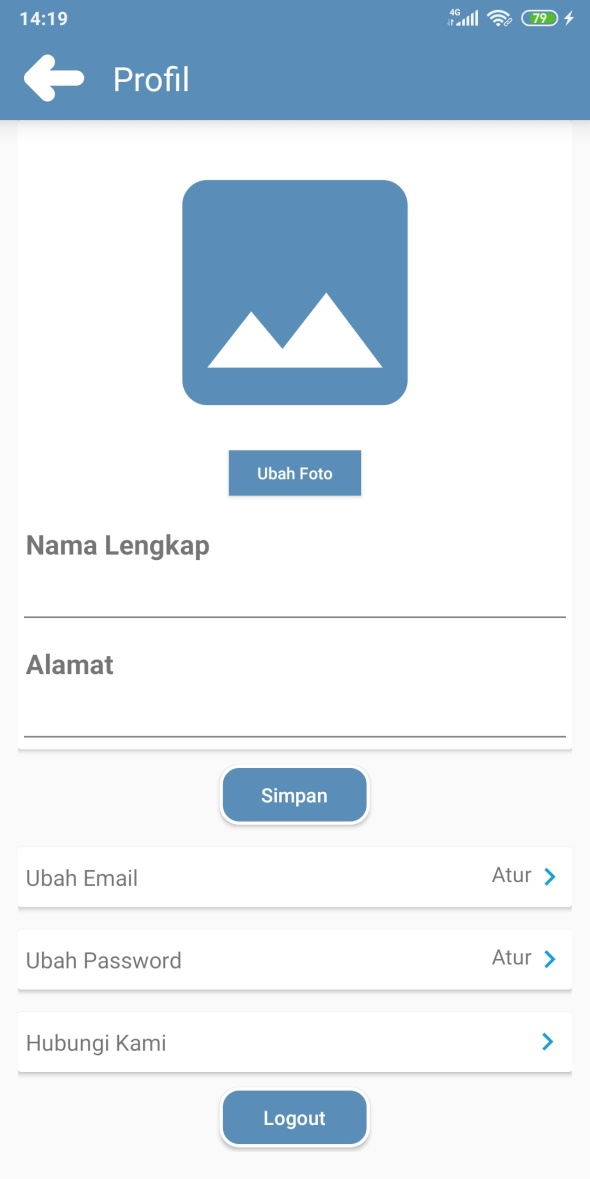 14:19
4G
79
Profil
Ubah Foto
Nama Lengkap
Alamat
Simpan
Ubah Email
Atur
Ubah Password
Atur
Hubungi Kami
Logout